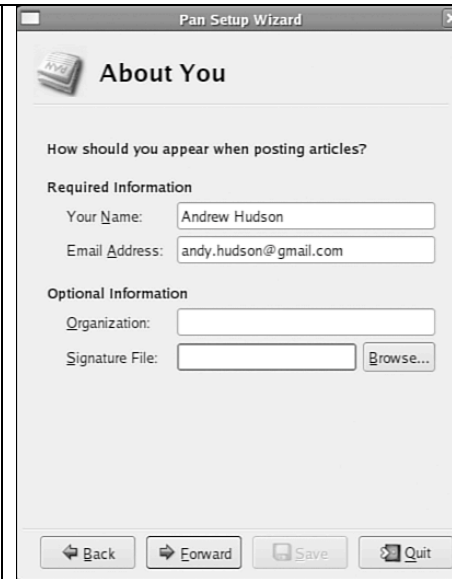 Pan Setup Wizard
PAN
About You
How should you appear when posting articles?
Required Information
Your Name: Andrew Hudson
Email Address: andy.hudson@gmail.com
Optional Information
Organization:
Signature File: Browse...
Back Forward Save Quit